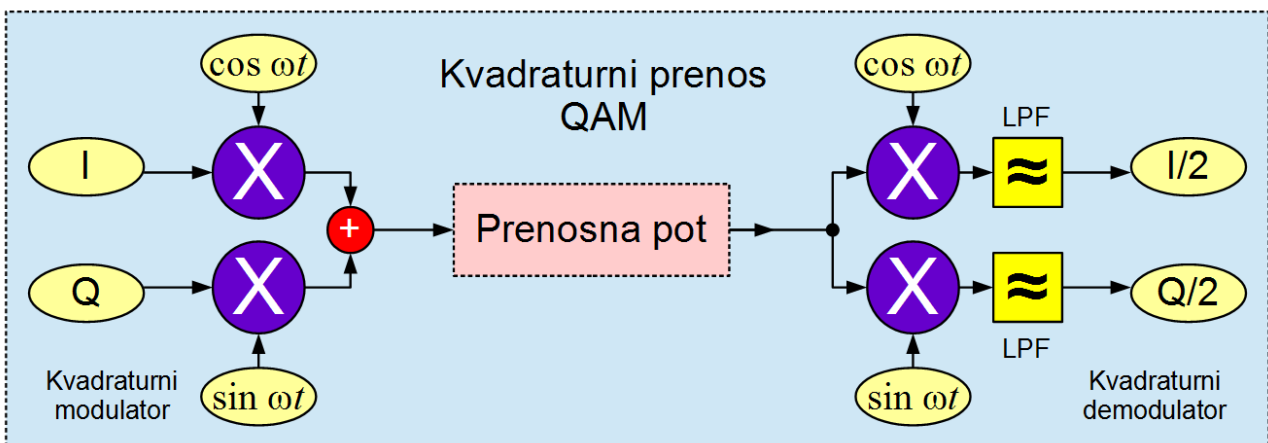 cos ωt
Kvadraturni prenos
QAM
cos ωt
LPF
I
X
X
≈
I/2
+
Prenosna pot
Q
X
X
≈
Q/2
LPF
Kvadraturni
modulator
sin ωt
sin ωt
Kvadraturni
demodulator